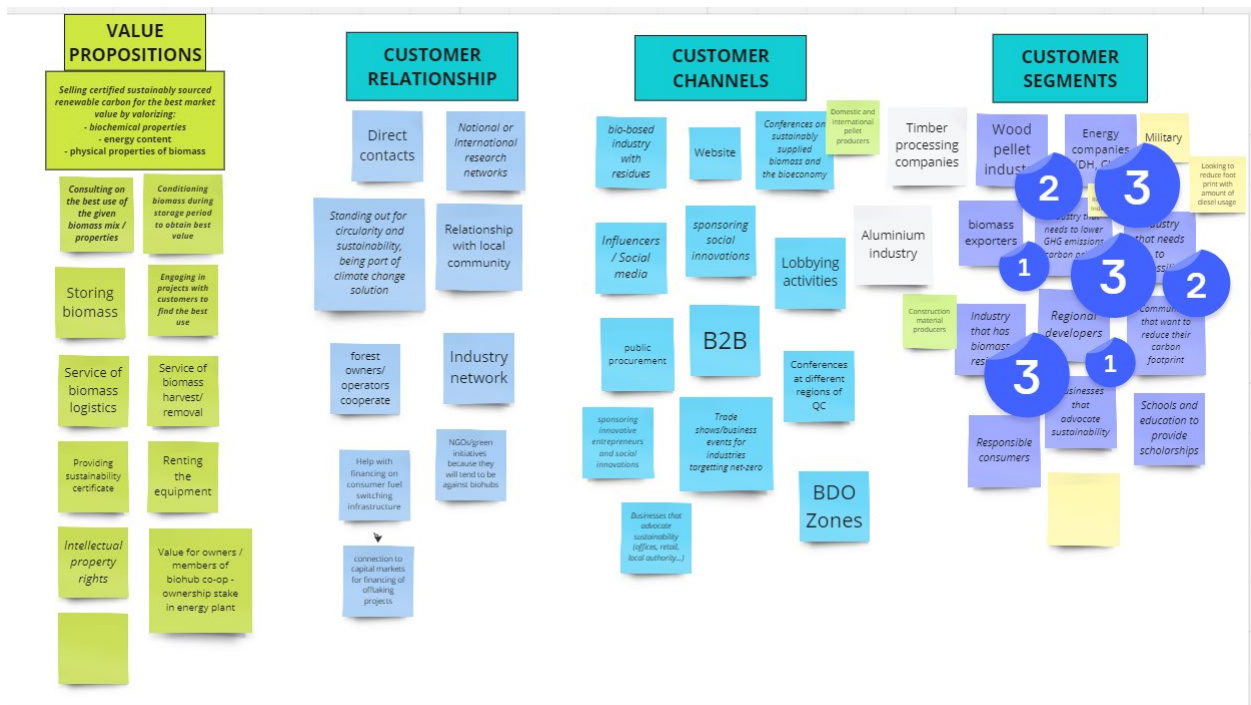 VALUE
PROPOSITIONS
Selling certified sustainably sourced
renewable carbon for the best market
value by valorizing:
- biochemical properties
- energy content
- physical properties of biomass
Consulting on
the best use of
the given
biomass mix /
properties
Conditioning
biomass during
storage period
to obtain best
value
Storing
biomass
Engaging in
projects with
customers to
find the best
use
Service of
biomass
logistics
Service of
biomass
harvest/
removal
Providing
sustainability
certificate
Renting
the
equipment
Intellectual
property
rights
Value for owners /
members of
biohub co-op -
ownership stake
in energy plant
CUSTOMER
RELATIONSHIP
Direct
contacts
National or
International
research
networks
Standing out for
circularity and
sustainability,
being part of
climate change
solution
Relationship
with local
community
forest
owners/
operators
cooperate
Industry
network
Help with
financing on
consumer fuel
switching
infrastructure
NGOs/green
initiatives
because they
will tend to be
against biohubs
connection to
capital markets
for financing of
offtaking
projects
CUSTOMER
CHANNELS
bio-based
industry
with
residues
Website
Conferences on
sustainably
supplied
biomass and
the bioeconomy
Domestic and
international
pellet
producers
Influencers
/ Social
media
sponsoring
social
innovations
Lobbying
activities
public
procurement
B2B
Conferences
at different
regions of
QC
sponsoring
innovative
entrepreneurs
and social
innovations
Trade
shows/business
events for
industries
targetting net-zero
BDO
Zones
Businesses that
advocate
sustainability
(offices, retail,
local authority...)
CUSTOMER
SEGMENTS
Timber
processing
companies
Wood
pellet
Energy
companies
(DH,
Military
Looking to
reduce foot
print with
amount of
diesel usage
2
3
Aluminium
industry
biomass
exporters
1
that
needs to lower
GHG emissions
3
that needs
to
2
Construction
material
producers
Industry
that has
biomass
3
Regional
developers
1
that want to
reduce their
carbon
footprint
Responsible
consumers
that
advocate
sustainability
Schools and
education to
provide
scholarships